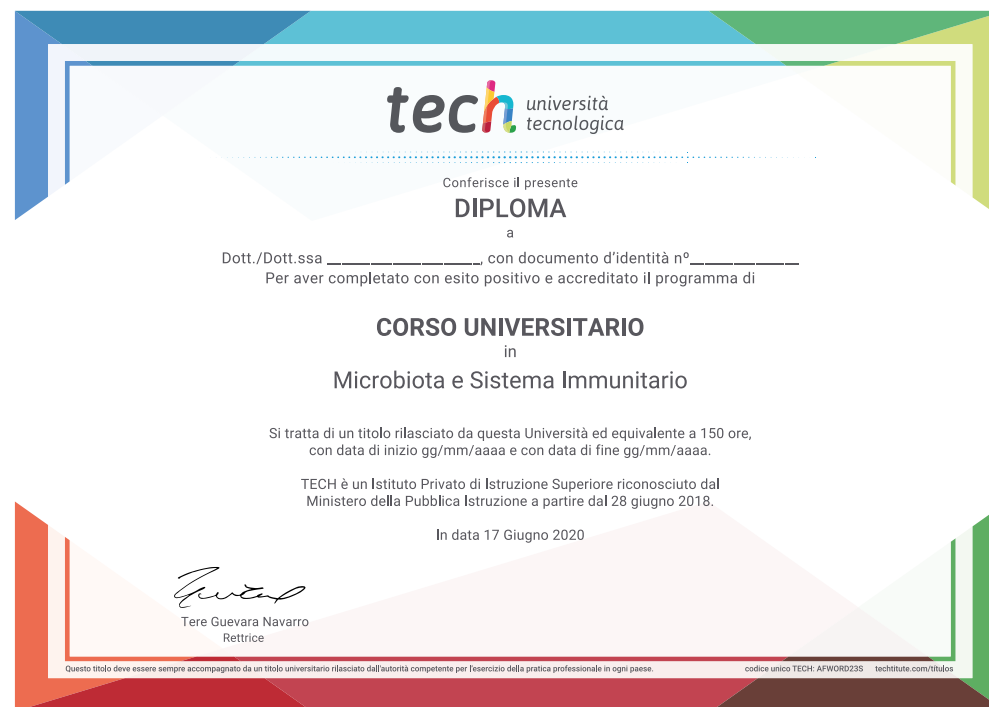 tech università
tecnologica
Conferisce il presente
DIPLOMA
a
Dott./Dott.ssa ____________________, con documento d'identità nº______________
Per aver completato con esito positivo e accreditato il programma di
CORSO UNIVERSITARIO
in
Microbiota e Sistema Immunitario
Si tratta di un titolo rilasciato da questa Università ed equivalente a 150 ore,
con data di inizio gg/mm/aaaa e con data di fine gg/mm/aaaa.
TECH è un Istituto Privato di Istruzione Superiore riconosciuto dal
Ministero della Pubblica Istruzione a partire dal 28 giugno 2018.
In data 17 Giugno 2020
Tere Guevara Navarro
Rettrice
Questo titolo deve essere sempre accompagnato da un titolo universitario rilasciato dall'autorità competente per l'esercizio della pratica professionale in ogni paese. codice unico TECH: AFWORD23S techtitute.com/titulos